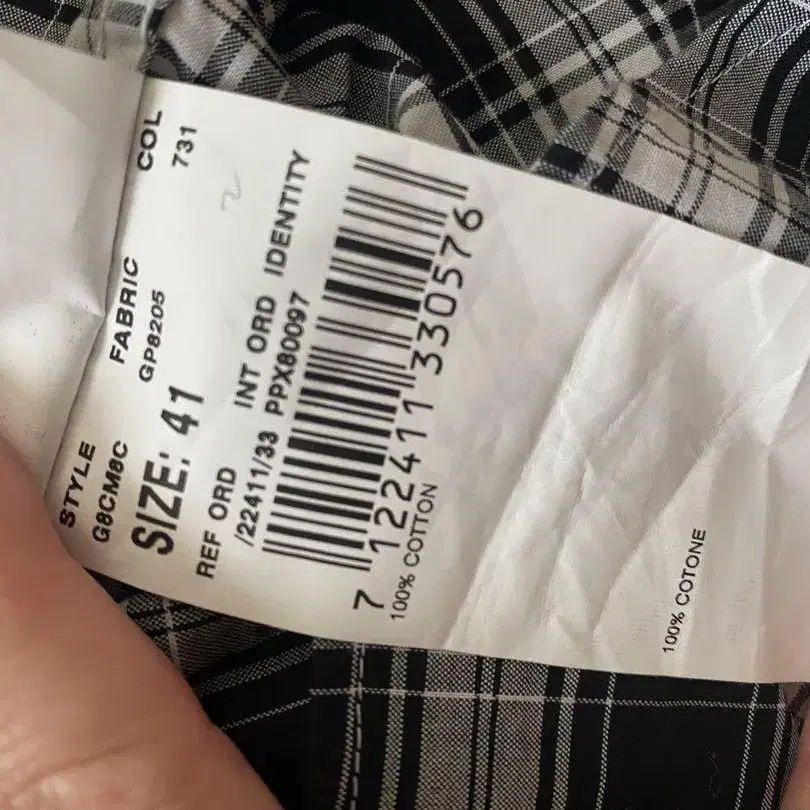 STYLE FABRIC COL
G8CM8C GP8205 731
SIZE: 41
REF ORD INT ORD IDENTITY
/22411/33 PPX80097
7 122411 330576
100% COTTON
100% COTONE